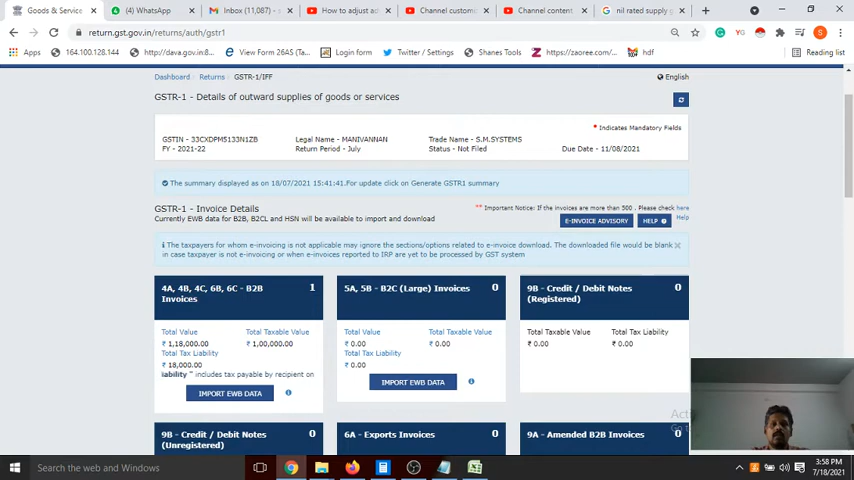 Goods & Service
(4) WhatsApp
Inbox (11,087) -
How to adjust ad
Channel custom
Channel content
nil rated supply g
return.gst.gov.in/returns/auth/gstr1
Apps
164.100.128.144
http://dava.gov.in:8
View Form 26AS (Ta
Login form
Twitter / Settings
Shanes Tools
https://zaoree.com/
hdf
Reading list
Dashboard
Returns
GSTR-1/IFF
English
GSTR-1 - Details of outward supplies of goods or services
* Indicates Mandatory Fields
GSTIN - 33CXDPM5133N1ZB
Legal Name - MANIVANNAN
Trade Name - S.M.SYSTEMS
FY - 2021-22
Return Period - July
Status - Not Filed
Due Date - 11/08/2021
The summary displayed as on 18/07/2021 15:41:41.For update click on Generate GSTR1 summary
GSTR-1 - Invoice Details
** Important Notice: If the invoices are more than 500 . Please check here
Currently EWB data for B2B, B2CL and HSN will be available to import and download
E-INVOICE ADVISORY
HELP
Help
The taxpayers for whom e-invoicing is not applicable may ignore the sections/options related to e-invoice download. The downloaded file would be blank
in case taxpayer is not e-invoicing or when e-invoices reported to IRP are yet to be processed by GST system
4A, 4B, 4C, 6B, 6C - B2B Invoices 1
5A, 5B - B2C (Large) Invoices 0
9B - Credit / Debit Notes (Registered) 0
Total Value
Total Taxable Value
₹ 1,18,000.00
₹ 1,00,000.00
Total Tax Liability
₹ 18,000.00
liability " includes tax payable by recipient on
IMPORT EWB DATA
Total Value
Total Taxable Value
₹ 0.00
₹ 0.00
Total Tax Liability
₹ 0.00
IMPORT EWB DATA
Total Taxable Value
Total Tax Liability
₹ 0.00
₹ 0.00
9B - Credit / Debit Notes (Unregistered) 0
6A - Exports Invoices 0
9A - Amended B2B Invoices 0
Search the web and Windows
3:58 PM
7/18/2021